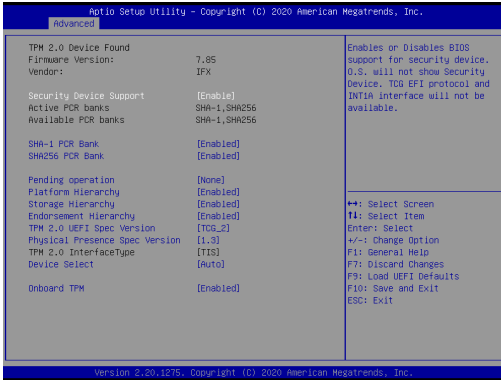 Aptio Setup Utility – Copyright (C) 2020 American Megatrends, Inc.
Advanced
TPM 2.0 Device Found
Firmware Version: 7.85
Vendor: IFX
Security Device Support [Enable]
Active PCR banks SHA-1,SHA256
Available PCR banks SHA-1,SHA256
SHA-1 PCR Bank [Enabled]
SHA256 PCR Bank [Enabled]
Pending operation [None]
Platform Hierarchy [Enabled]
Storage Hierarchy [Enabled]
Endorsement Hierarchy [Enabled]
TPM 2.0 UEFI Spec Version [TCG_2]
Physical Presence Spec Version [1.3]
TPM 2.0 InterfaceType [TIS]
Device Select [Auto]
Onboard TPM [Enabled]
Enables or Disables BIOS
support for security device.
O.S. will not show Security
Device. TCG EFI protocol and
INT1A interface will not be
available.
↔: Select Screen
↑↓: Select Item
Enter: Select
+/-: Change Option
F1: General Help
F7: Discard Changes
F9: Load UEFI Defaults
F10: Save and Exit
ESC: Exit
Version 2.20.1275. Copyright (C) 2020 American Megatrends, Inc.